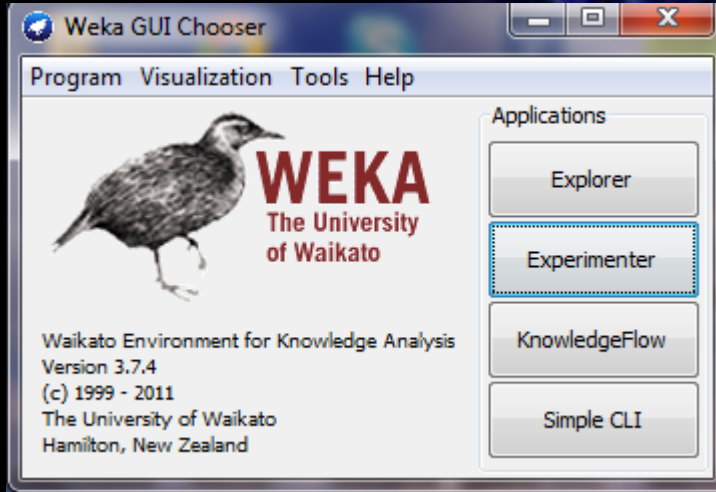 Weka GUI Chooser
Program Visualization Tools Help
WEKA
The University
of Waikato
Waikato Environment for Knowledge Analysis
Version 3.7.4
(c) 1999 - 2011
The University of Waikato
Hamilton, New Zealand
Applications
Explorer
Experimenter
KnowledgeFlow
Simple CLI